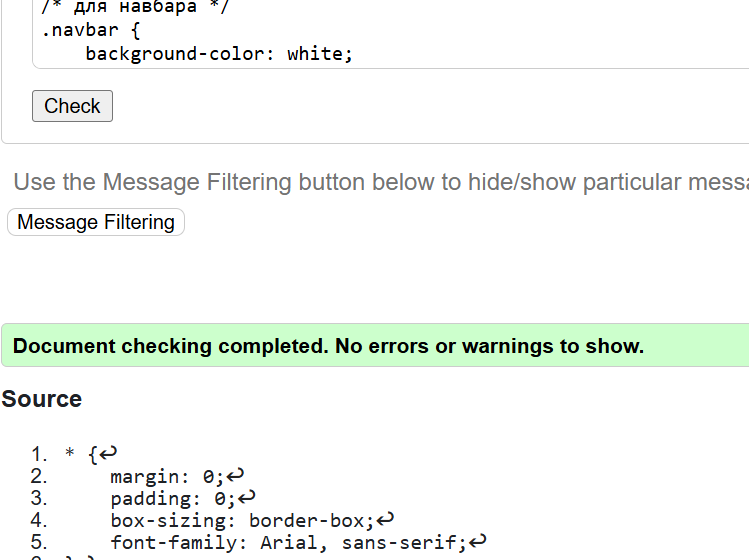 /* для навбара */
.navbar {
    background-color: white;
Check
Use the Message Filtering button below to hide/show particular
Message Filtering
Document checking completed. No errors or warnings to show.
Source
1. * {↩
2.     margin: 0;↩
3.     padding: 0;↩
4.     box-sizing: border-box;↩
5.     font-family: Arial, sans-serif;↩